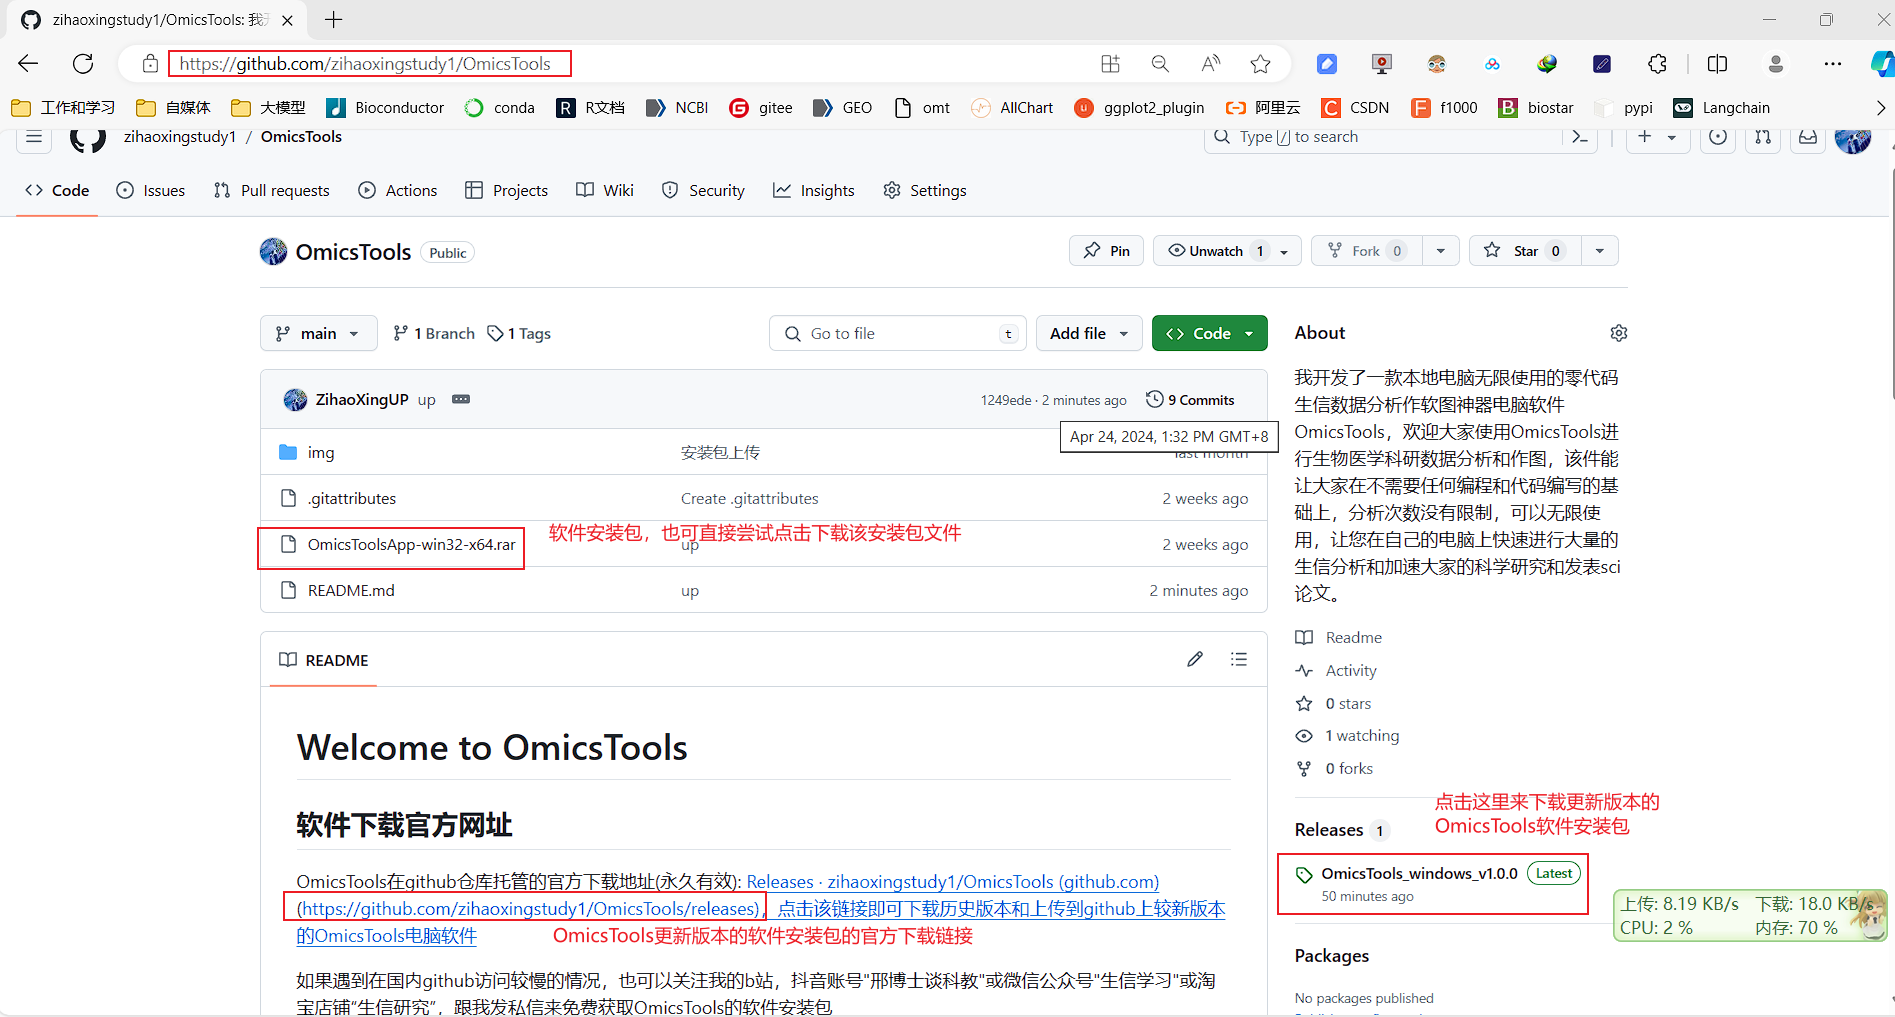 zihaoxingstudy1/OmicsTools: 我
https://github.com/zihaoxingstudy1/OmicsTools
工作和学习 自媒体 大模型 Bioconductor conda R文档 NCBI gitee GEO omt AllChart ggplot2_plugin 阿里云 CSDN f1000 biostar pypi Langchain
zihaoxingstudy1 / OmicsTools
Type / to search
Code Issues Pull requests Actions Projects Wiki Security Insights Settings
OmicsTools Public
Pin Unwatch 1 Fork 0 Star 0
main 1 Branch 1 Tags Go to file t Add file Code
ZihaoXingUP up 1249ede · 2 minutes ago 9 Commits
Apr 24, 2024, 1:32 PM GMT+8
img 安装包上传 last month
.gitattributes Create .gitattributes 2 weeks ago
软件安装包，也可直接尝试点击下载该安装包文件
OmicsToolsApp-win32-x64.rar up 2 weeks ago
README.md up 2 minutes ago
README
Welcome to OmicsTools
软件下载官方网址
OmicsTools在github仓库托管的官方下载地址(永久有效): Releases · zihaoxingstudy1/OmicsTools (github.com)
(https://github.com/zihaoxingstudy1/OmicsTools/releases)，点击该链接即可下载历史版本和上传到github上较新版本
的OmicsTools电脑软件
OmicsTools更新版本的软件安装包的官方下载链接
如果遇到在国内github访问较慢的情况，也可以关注我的b站，抖音账号"邢博士谈科教"或微信公众号"生信学习"或淘
宝店铺“生信研究”，跟我发私信来免费获取OmicsTools的软件安装包
About
我开发了一款本地电脑无限使用的零代码
生信数据分析作软图神器电脑软件
OmicsTools，欢迎大家使用OmicsTools进
行生物医学科研数据分析和作图，该件能
让大家在不需要任何编程和代码编写的基
础上，分析次数没有限制，可以无限使
用，让您在自己的电脑上快速进行大量的
生信分析和加速大家的科学研究和发表sci
论文。
Readme
Activity
0 stars
1 watching
0 forks
点击这里来下载更新版本的
OmicsTools软件安装包
Releases 1
OmicsTools_windows_v1.0.0 Latest
50 minutes ago
上传: 8.19 KB/s 下载: 18.0 KB/s
CPU: 2 % 内存: 70 %
Packages
No packages published